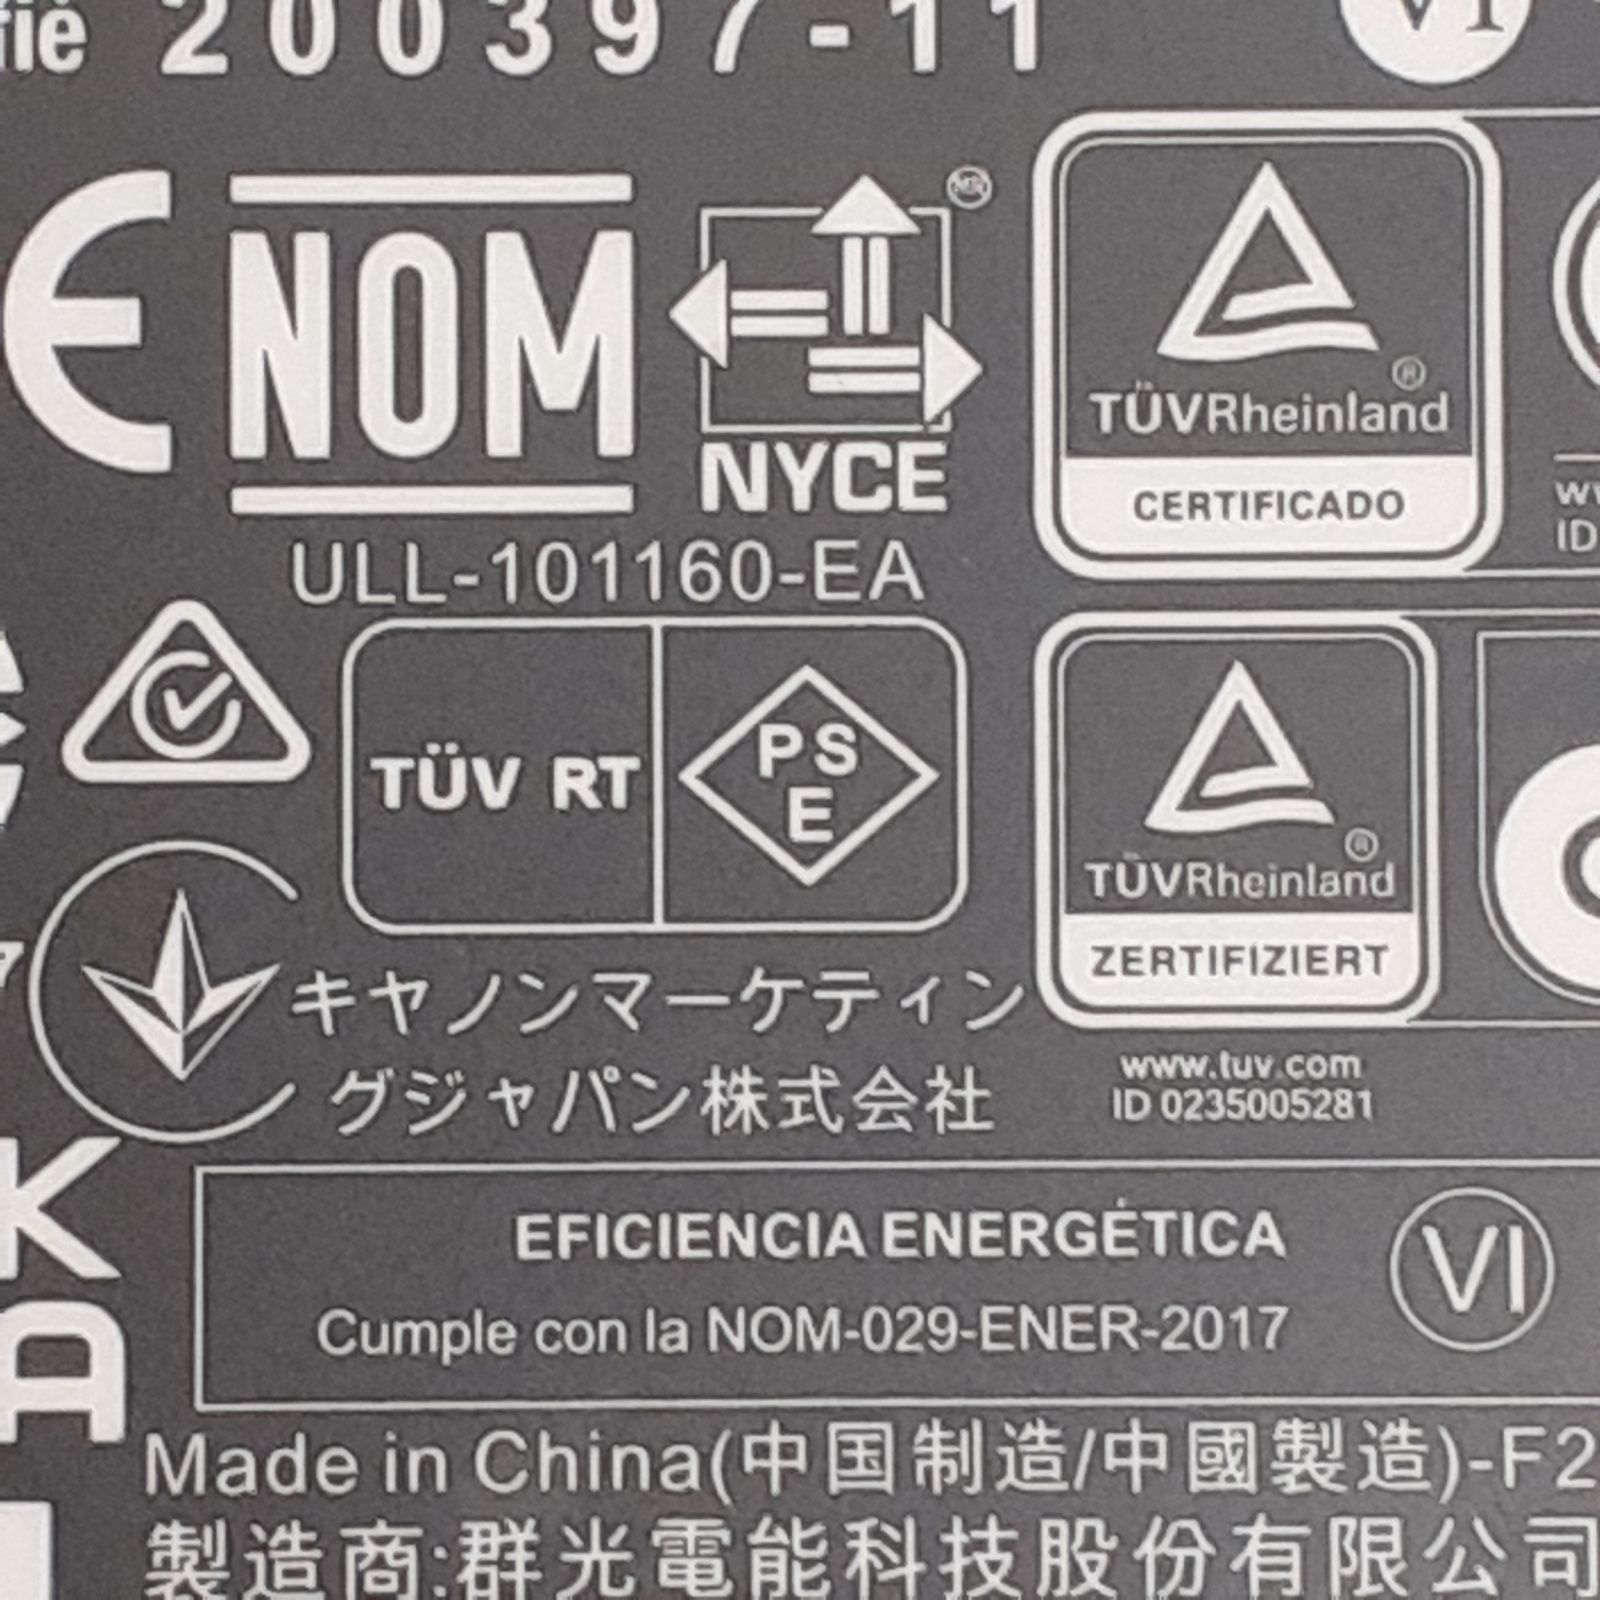 200397-11
VI
NOM
NYCE
TÜVRheinland®
CERTIFICADO
ULL-101160-EA
TÜV RT
PS
E
TÜVRheinland®
ZERTIFIZIERT
キヤノンマーケティン
グジャパン株式会社
www.tuv.com
ID 0235005281
EFICIENCIA ENERGÉTICA
Cumple con la NOM-029-ENER-2017
VI
Made in China(中国制造/中國製造)-F2
製造商:群光電能科技股份有限公司